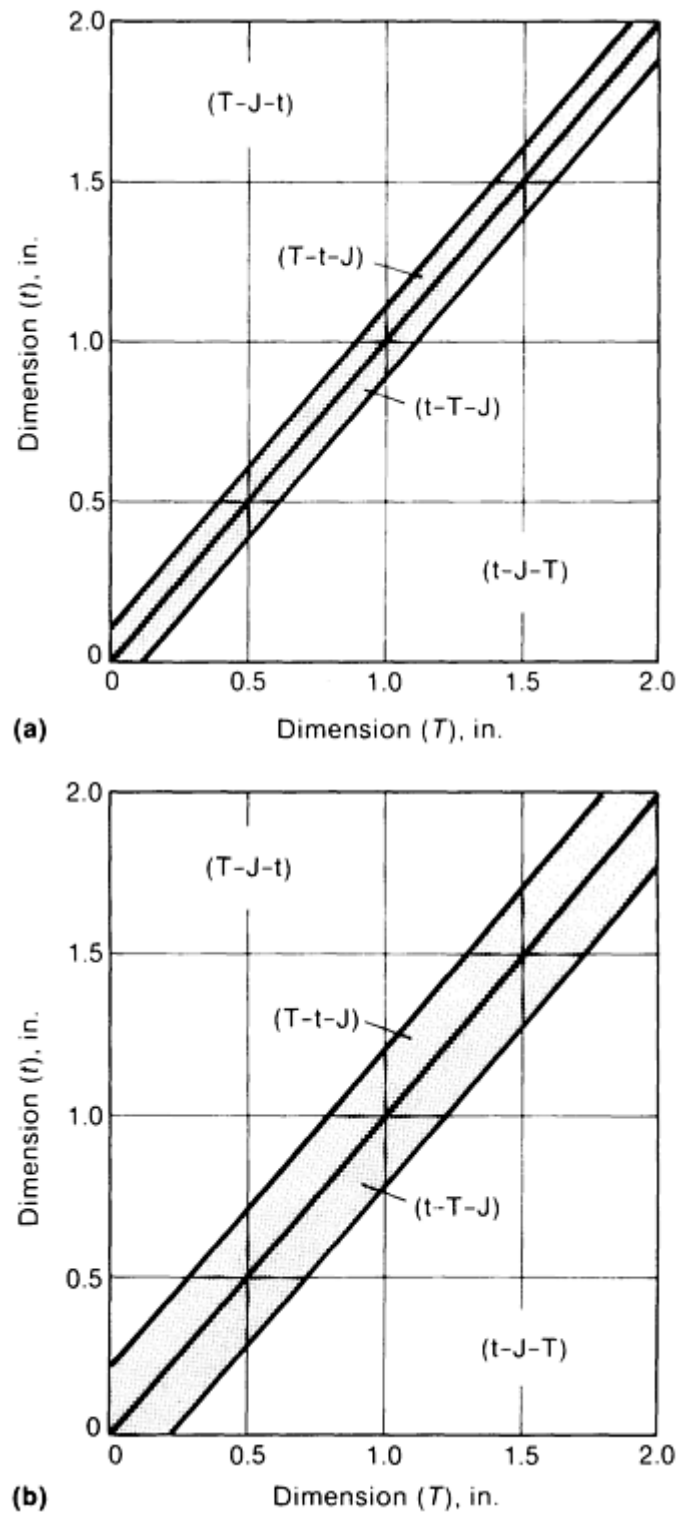 2.0
(T-J-t)
1.5
(T-t-J)
1.0
(t-T-J)
0.5
(t-J-T)
0
0 0.5 1.0 1.5 2.0
Dimension (t), in.
(a) Dimension (T), in.
2.0
(T-J-t)
1.5
(T-t-J)
1.0
(t-T-J)
0.5
(t-J-T)
0
0 0.5 1.0 1.5 2.0
Dimension (t), in.
(b) Dimension (T), in.